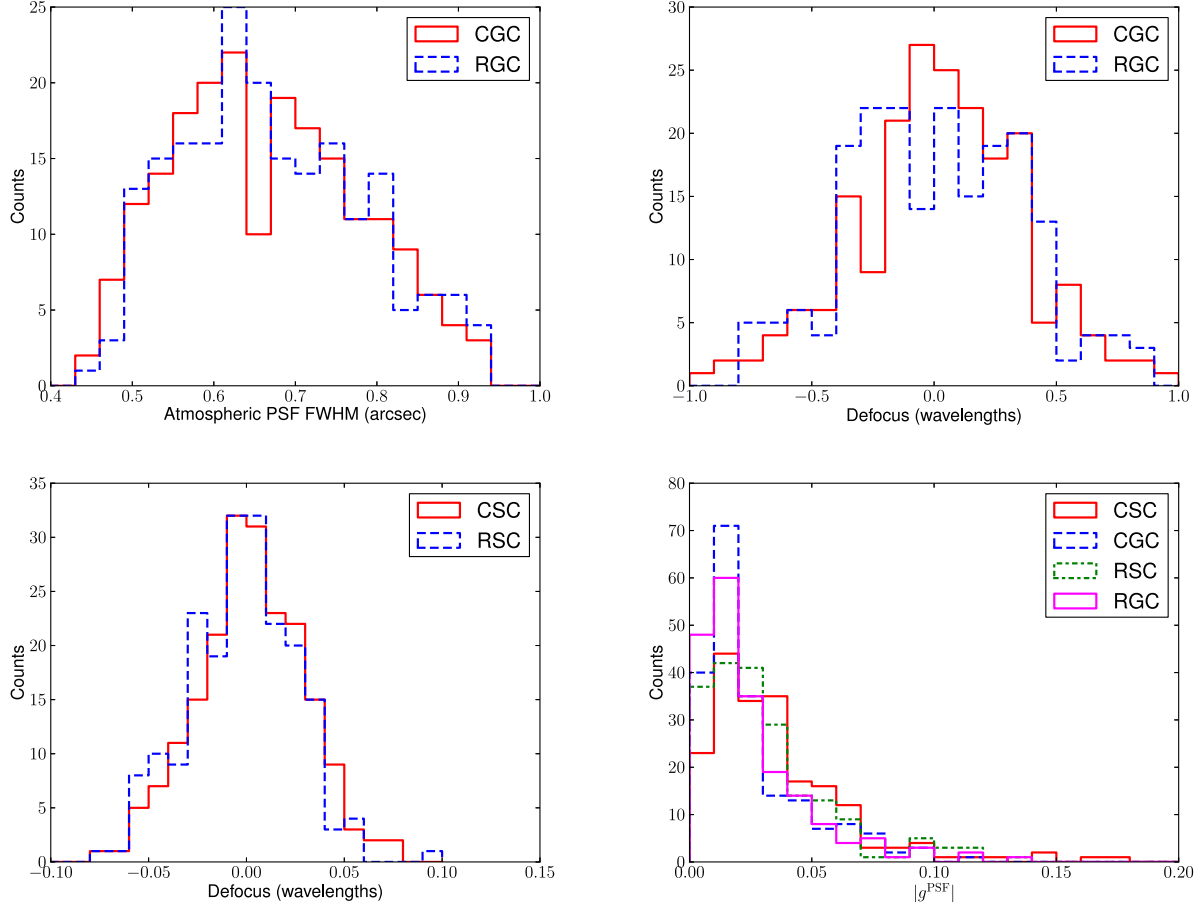 25
20
15
10
5
0
Counts
0.4 0.5 0.6 0.7 0.8 0.9 1.0
Atmospheric PSF FWHM (arcsec)
CGC
RGC
30
25
20
15
10
5
0
Counts
−1.0 −0.5 0.0 0.5 1.0
Defocus (wavelengths)
CGC
RGC
35
30
25
20
15
10
5
0
Counts
−0.10 −0.05 0.00 0.05 0.10 0.15
Defocus (wavelengths)
CSC
RSC
80
70
60
50
40
30
20
10
0
Counts
0.00 0.05 0.10 0.15 0.20
|g^PSF|
CSC
CGC
RSC
RGC